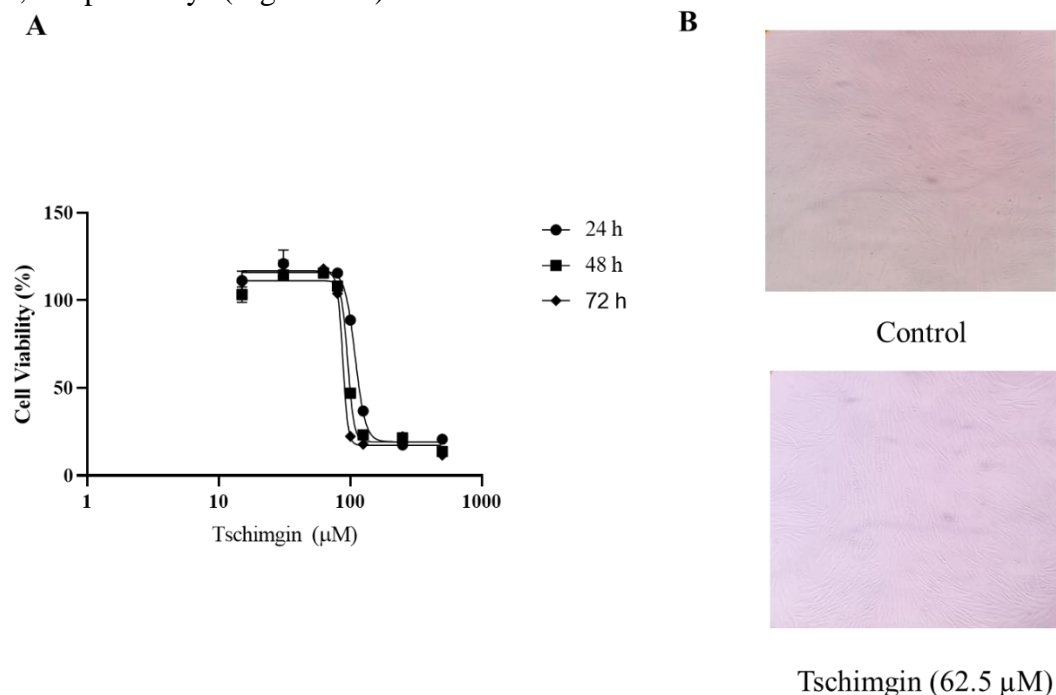 A
B
150
100
50
0
Cell Viability (%)
1
10
100
1000
Tschimgin (μM)
24 h
48 h
72 h
Control
Tschimgin (62.5 μM)